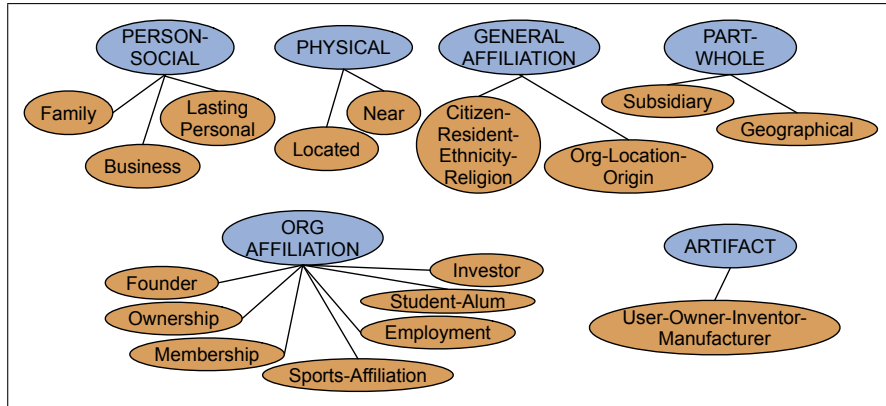 PERSON-
SOCIAL
PHYSICAL
GENERAL
AFFILIATION
PART-
WHOLE
Family
Lasting
Personal
Business
Near
Located
Citizen-
Resident-
Ethnicity-
Religion
Org-Location-
Origin
Subsidiary
Geographical
ORG
AFFILIATION
ARTIFACT
Founder
Ownership
Membership
Sports-Affiliation
Investor
Student-Alum
Employment
User-Owner-Inventor-
Manufacturer